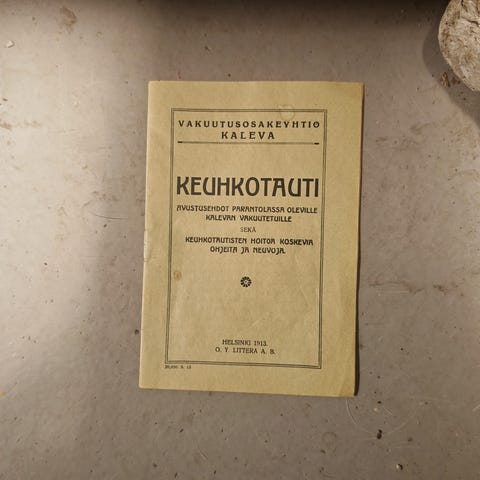 VAKUUTUSOSAKEYHTIÖ
KALEVA
KEUHKOTAUTI
AVUSTUSEHDOT PARANTOLASSA OLEVILLE
KALEVAN VAKUUTETUILLE
SEKÄ
KEUHKOTAUTISTEN HOITOA KOSKEVIA
OHJEITA JA NEUVOJA.
HELSINKI 1913.
O. Y. LITTERA A. B.